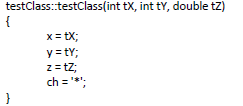 testClass::testClass(int tX, int tY, double tZ)
{
x = tX;
y = tY;
z = tZ;
ch = '*';
}